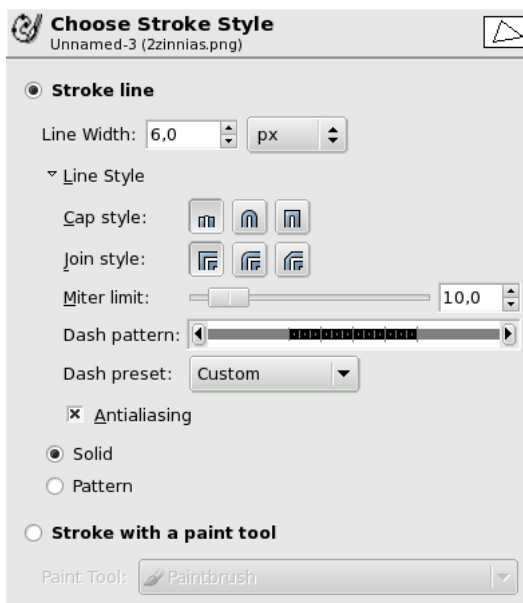 Choose Stroke Style
Unnamed-3 (2zinnias.png)
Stroke line
Line Width: 6,0 px
Line Style
Cap style:
Join style:
Miter limit: 10,0
Dash pattern:
Dash preset: Custom
Antialiasing
Solid
Pattern
Stroke with a paint tool
Paint Tool: Paintbrush